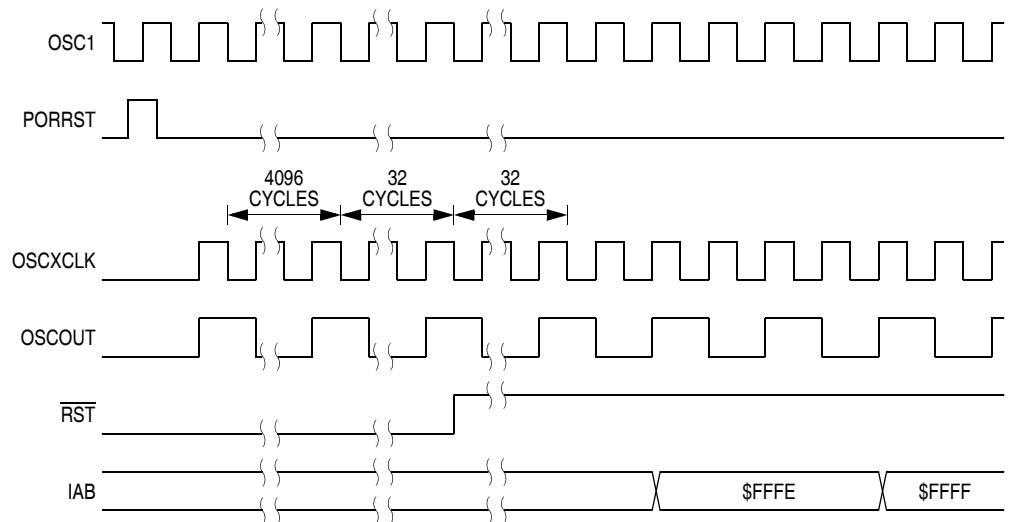 OSC1
PORRST
4096
CYCLES
32
CYCLES
32
CYCLES
OSCXCLK
OSCOUT
RST
IAB
$FFFE
$FFFF